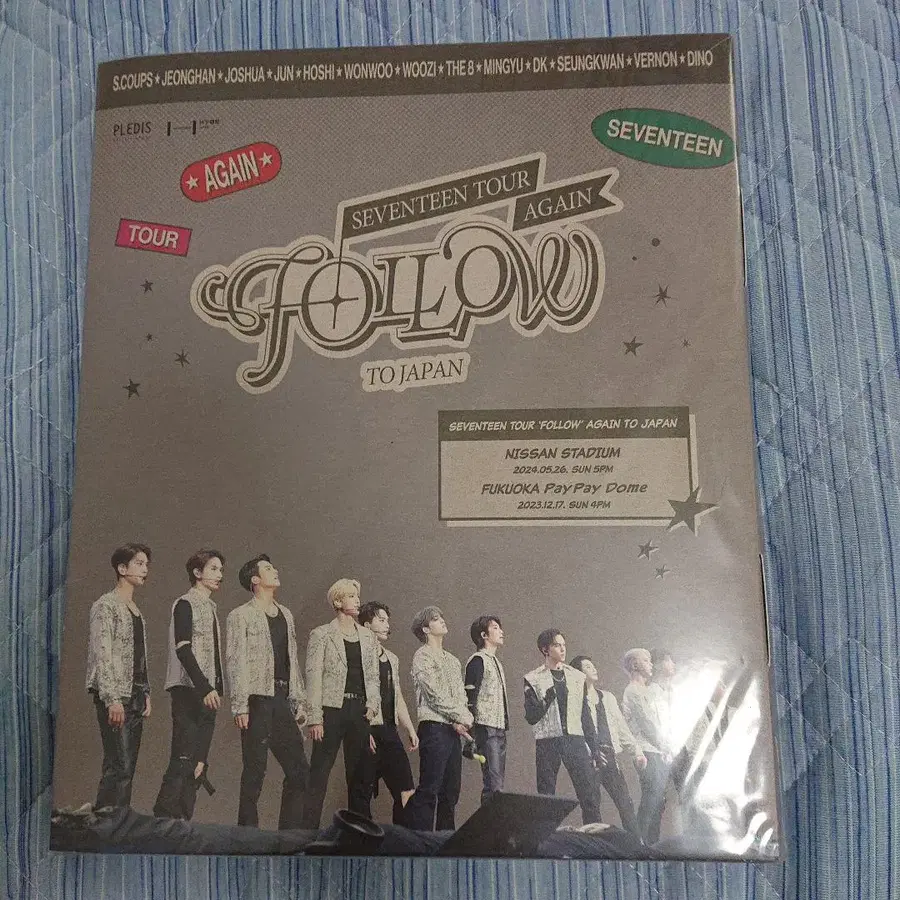 S.COUPS★JEONGHAN★JOSHUA★JUN★HOSHI★WONWOO★WOOZI★THE 8★MINGYU★DK★SEUNGKWAN★VERNON★DINO
PLEDIS
HYBE
★ AGAIN ★
SEVENTEEN
TOUR
SEVENTEEN TOUR
AGAIN
FOLLOW
TO JAPAN
SEVENTEEN TOUR 'FOLLOW' AGAIN TO JAPAN
NISSAN STADIUM
2024.05.26. SUN 5PM
FUKUOKA PayPay Dome
2023.12.17. SUN 4PM